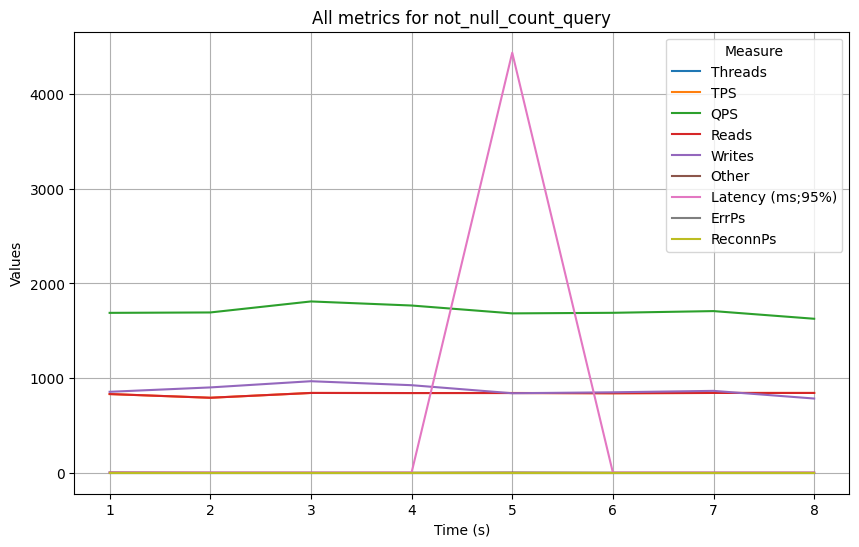 All metrics for not_null_count_query
Measure
Threads
TPS
QPS
Reads
Writes
Other
Latency (ms;95%)
ErrPs
ReconnPs
Values
4000
3000
2000
1000
0
1 2 3 4 5 6 7 8
Time (s)